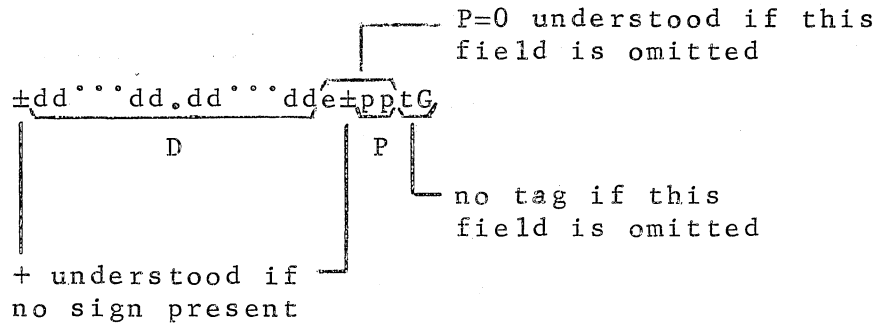 P=0 understood if this
field is omitted
±dd°°°dd.dd°°°dde±pptG
D P
no tag if this
field is omitted
+ understood if
no sign present